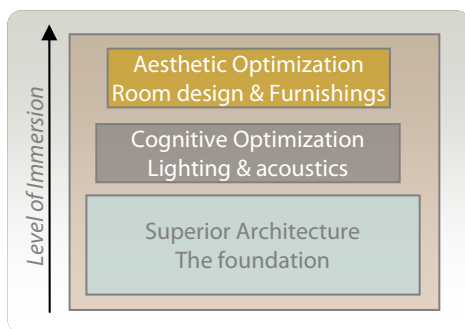 Level of Immersion
Aesthetic Optimization
Room design & Furnishings
Cognitive Optimization
Lighting & acoustics
Superior Architecture
The foundation